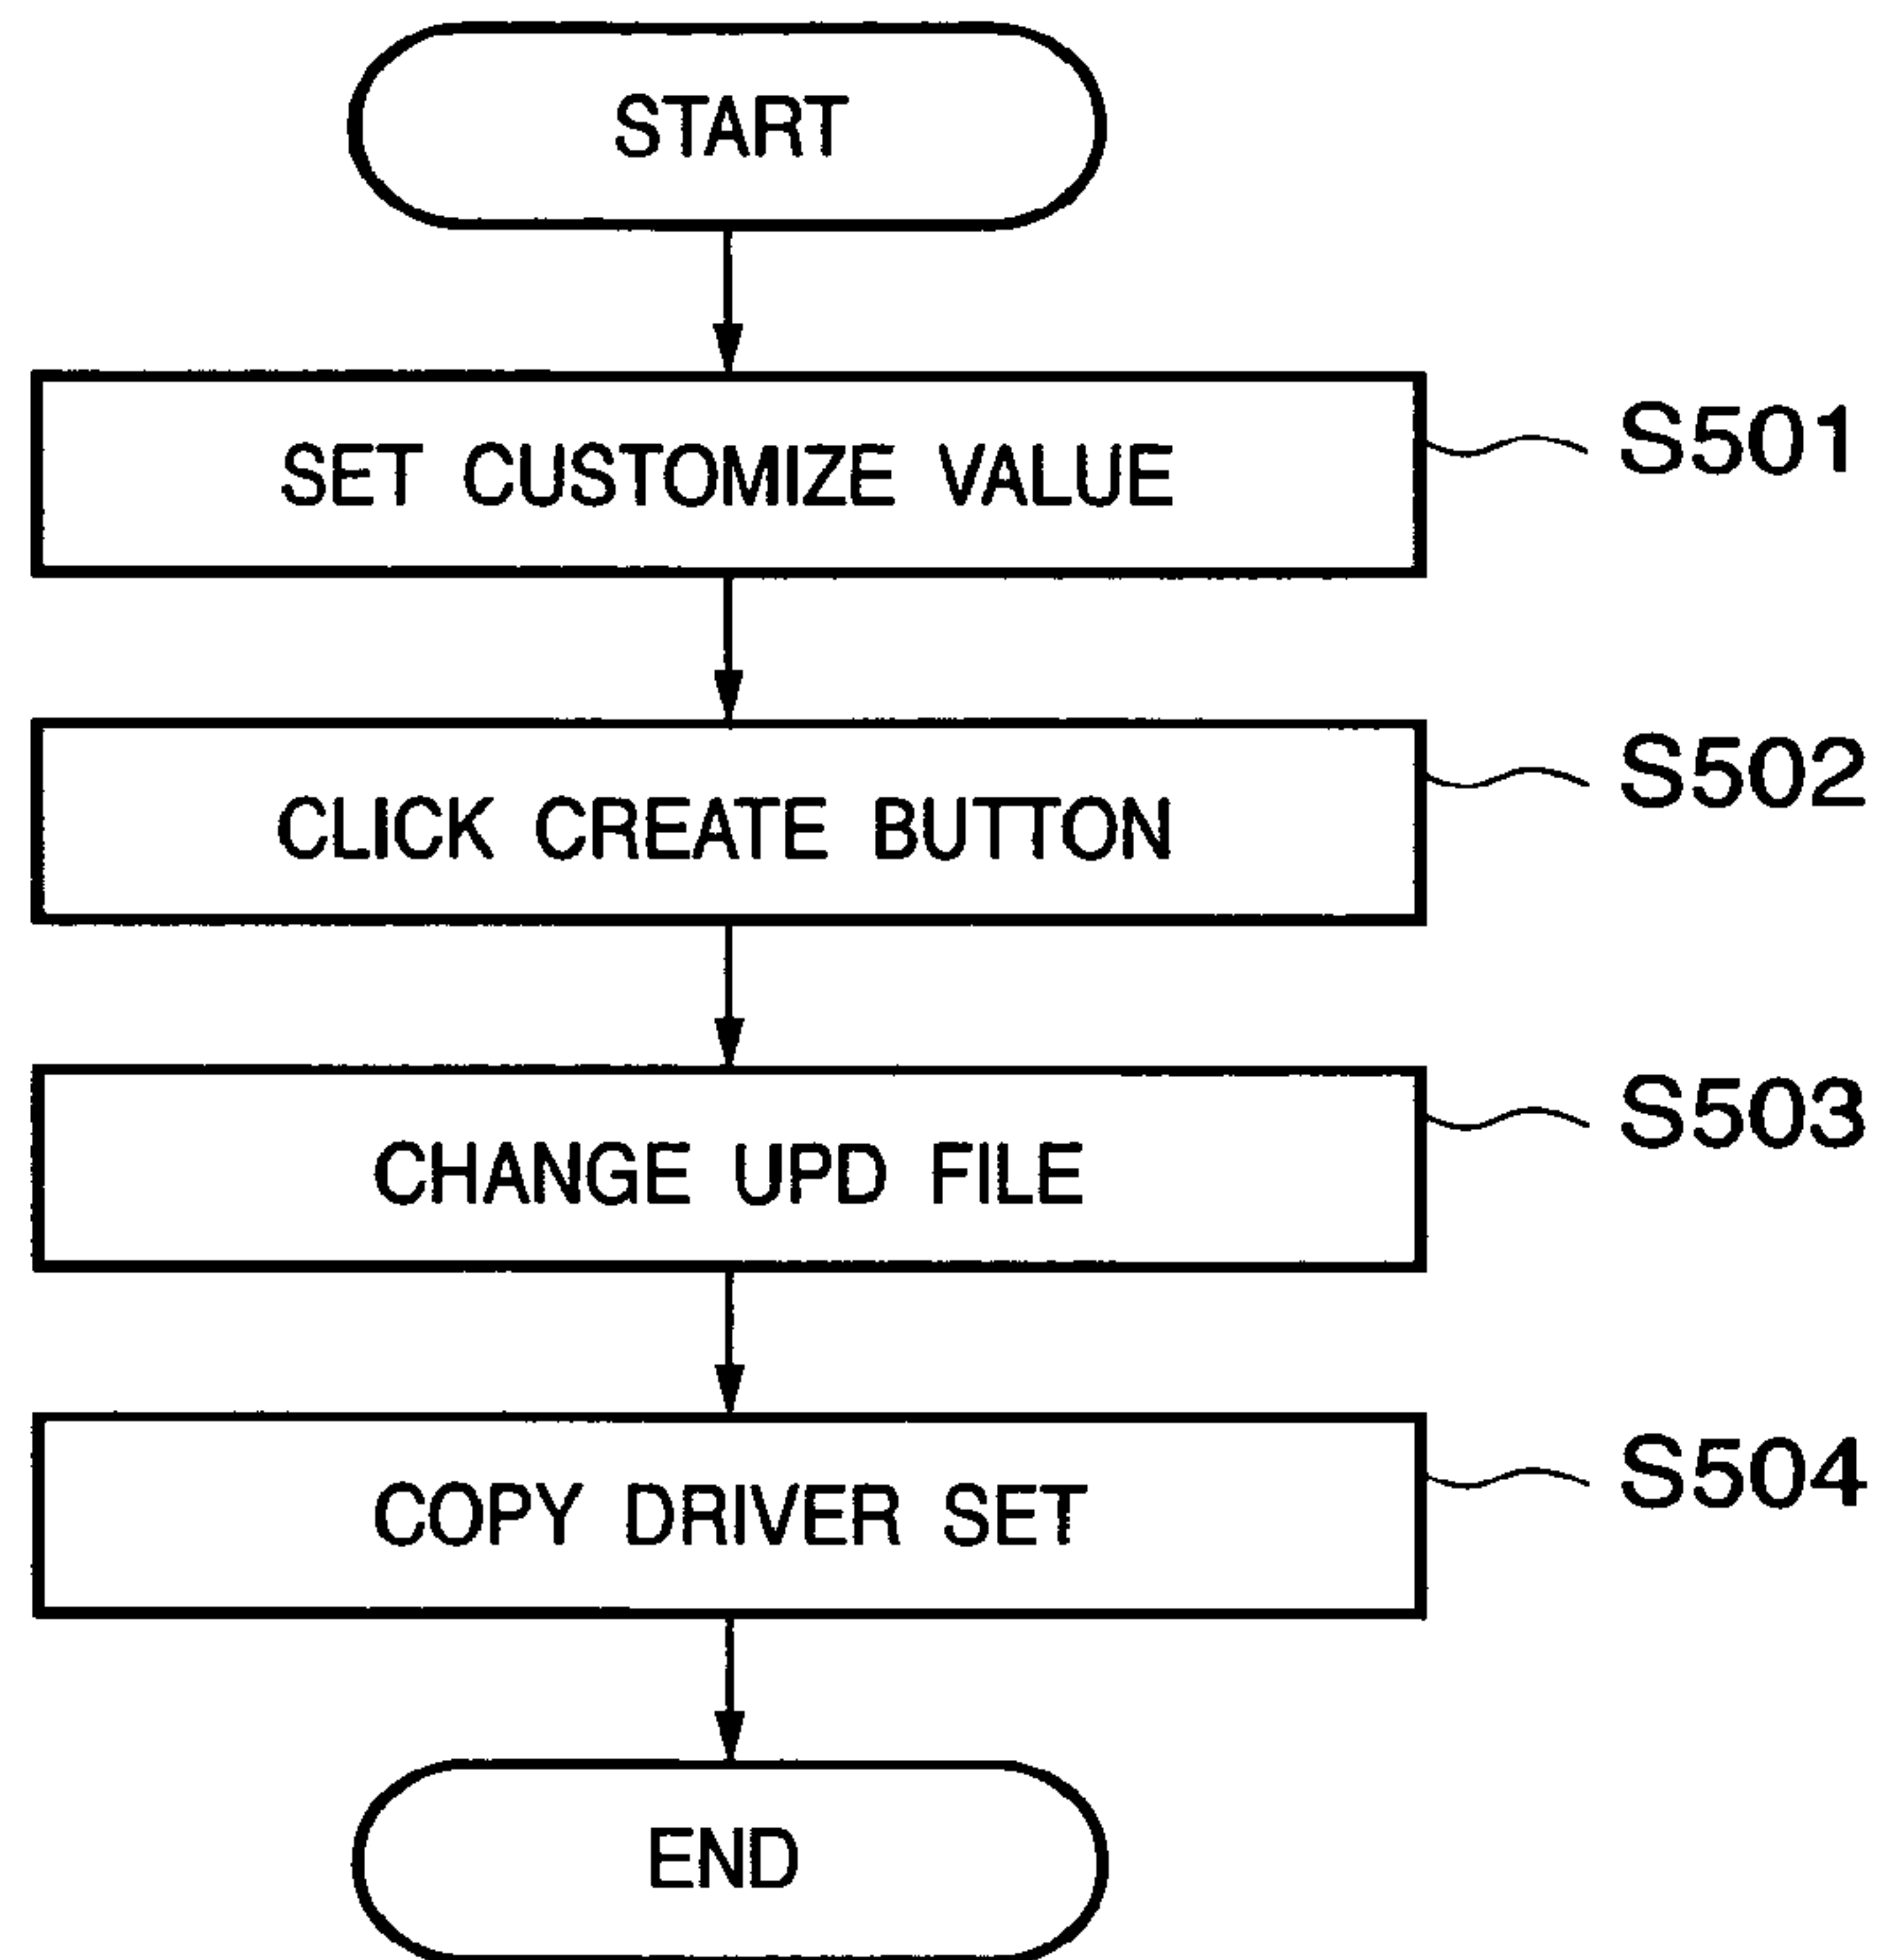 START
SET CUSTOMIZE VALUE
S501
CLICK CREATE BUTTON
S502
CHANGE UPD FILE
S503
COPY DRIVER SET
S504
END